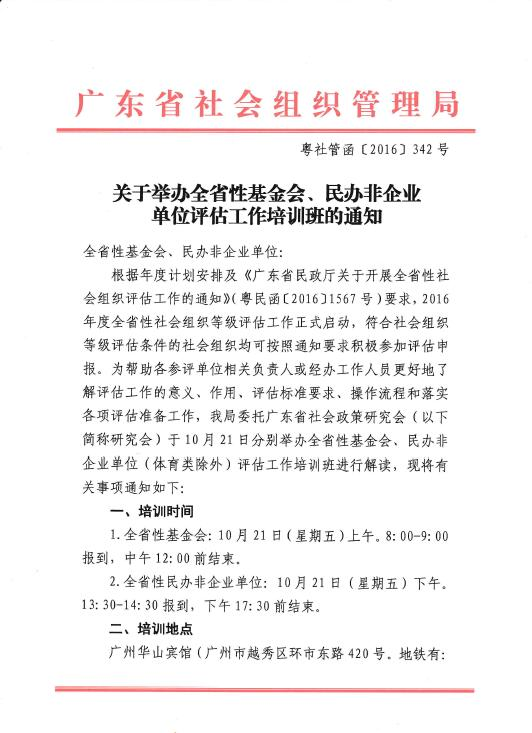 广东省社会组织管理局
粤社管函〔2016〕342号
关于举办全省性基金会、民办非企业
单位评估工作培训班的通知
全省性基金会、民办非企业单位:
根据年度计划安排及《广东省民政厅关于开展全省性社
会组织评估工作的通知》(粤民函〔2016〕1567号)要求,2016
年度全省性社会组织等级评估工作正式启动,符合社会组织
等级评估条件的社会组织均可按照通知要求积极参加评估申
报。为帮助各参评单位相关负责人或经办工作人员更好地了
解评估工作的意义、作用、评估标准要求、操作流程和落实
各项评估准备工作,我局委托广东省社会政策研究会(以下
简称研究会)于10月21日分别举办全省性基金会、民办非
企业单位(体育类除外)评估工作培训班进行解读,现将有
关事项通知如下:
一、培训时间
1.全省性基金会:10月21日(星期五)上午。8:00-9:00
报到,中午12:00前结束。
2.全省性民办非企业单位:10月21日(星期五)下午。
13:30-14:30报到,下午17:30前结束。
二、培训地点
广州华山宾馆(广州市越秀区环市东路420号。地铁有: